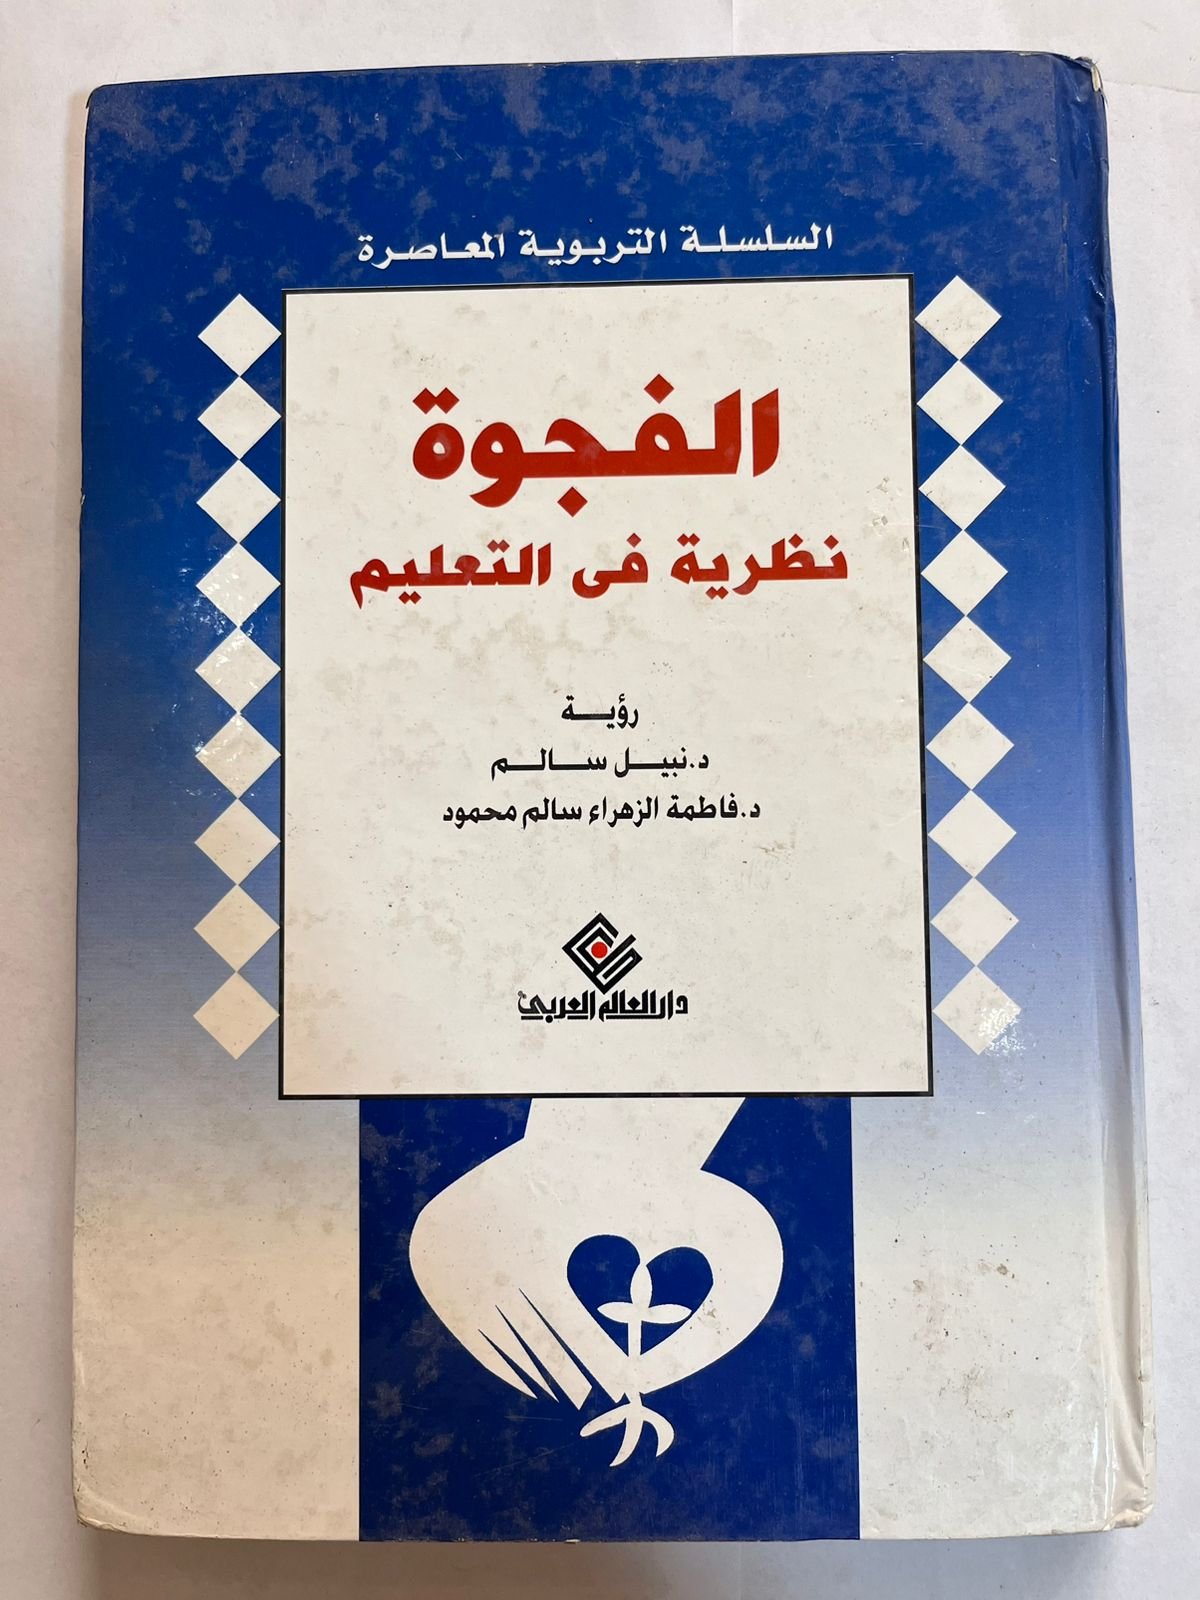 السلسلة التربوية المعاصرة
الفجوة
نظرية فى التعليم
رؤية
د.نبيل سالم
د.فاطمة الزهراء سالم محمود
دار العالم العربي